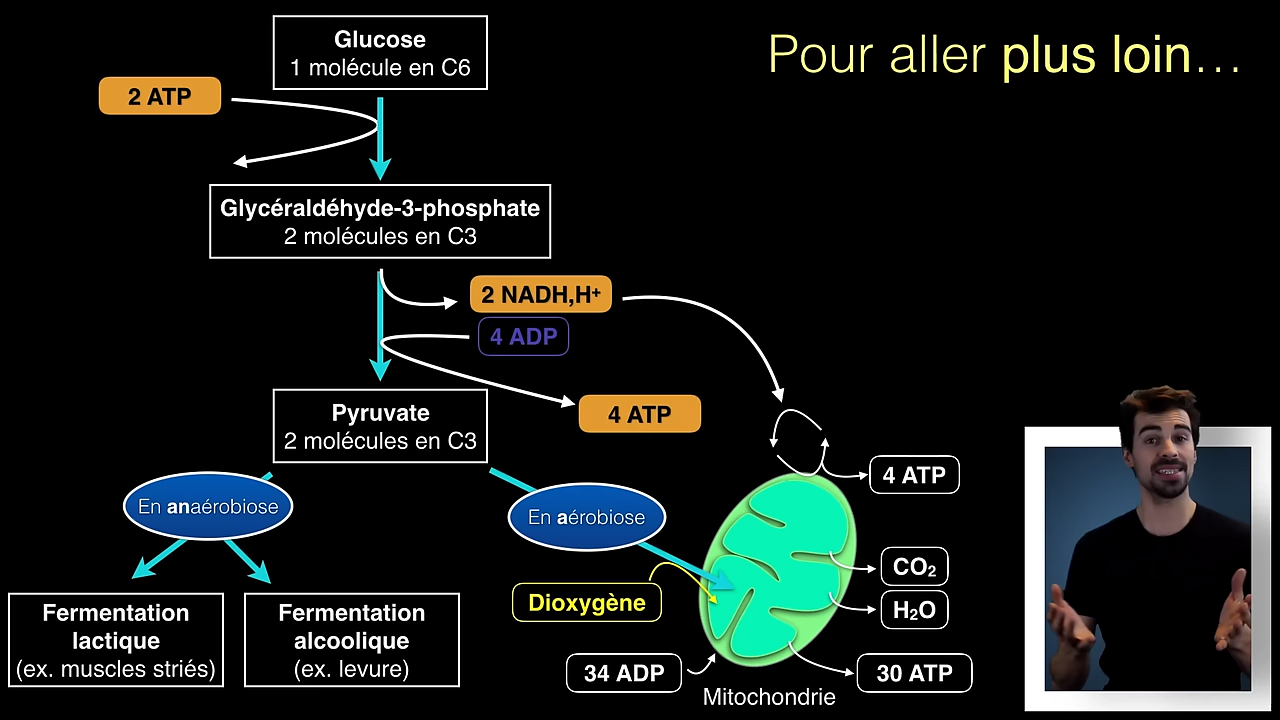 Pour aller plus loin…
Glucose
1 molécule en C6
2 ATP
Glycéraldéhyde-3-phosphate
2 molécules en C3
2 NADH,H⁺
4 ADP
4 ATP
Pyruvate
2 molécules en C3
En anaérobiose
En aérobiose
4 ATP
CO₂
H₂O
Dioxygène
Fermentation
lactique
(ex. muscles striés)
Fermentation
alcoolique
(ex. levure)
34 ADP
30 ATP
Mitochondrie